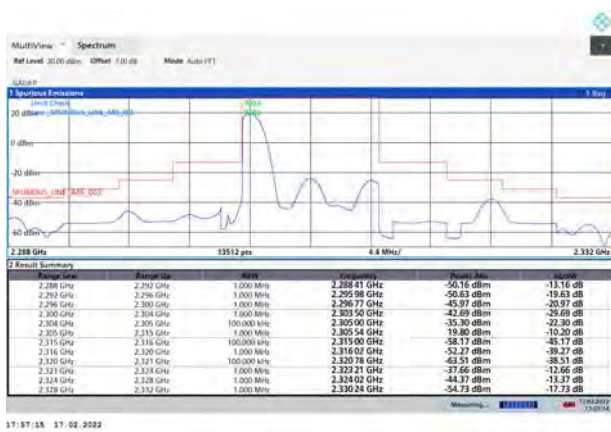 MultiView Spectrum
Ref Level 30.00 dBm Offset 7.00 dB Mode Auto FFT
1 Spurious Emissions
Limit Check
20 dBm
0 dBm
-20 dBm
SPURIOUS_LINE_ABS_002
-40 dBm
-60 dBm
2.288 GHz 13512 pts 4.4 MHz/ 2.332 GHz
2 Result Summary
Range Low Range Up RBW Frequency Power Abs ΔLimit
2.288 GHz 2.292 GHz 1.000 MHz 2.288 41 GHz -50.16 dBm -13.16 dB
2.292 GHz 2.296 GHz 1.000 MHz 2.295 98 GHz -50.63 dBm -19.63 dB
2.296 GHz 2.300 GHz 1.000 MHz 2.296 77 GHz -45.97 dBm -20.97 dB
2.300 GHz 2.304 GHz 1.000 MHz 2.303 50 GHz -42.69 dBm -29.69 dB
2.304 GHz 2.305 GHz 100.000 kHz 2.305 00 GHz -35.30 dBm -22.30 dB
2.305 GHz 2.315 GHz 1.000 MHz 2.305 54 GHz 19.80 dBm -10.20 dB
2.315 GHz 2.316 GHz 100.000 kHz 2.315 00 GHz -58.17 dBm -45.17 dB
2.316 GHz 2.320 GHz 1.000 MHz 2.316 02 GHz -52.27 dBm -39.27 dB
2.320 GHz 2.321 GHz 100.000 kHz 2.320 78 GHz -63.51 dBm -38.51 dB
2.321 GHz 2.324 GHz 1.000 MHz 2.323 21 GHz -37.66 dBm -12.66 dB
2.324 GHz 2.328 GHz 1.000 MHz 2.324 02 GHz -44.37 dBm -13.37 dB
2.328 GHz 2.332 GHz 1.000 MHz 2.330 24 GHz -54.73 dBm -17.73 dB
Measuring...
17:57:15 17.02.2022